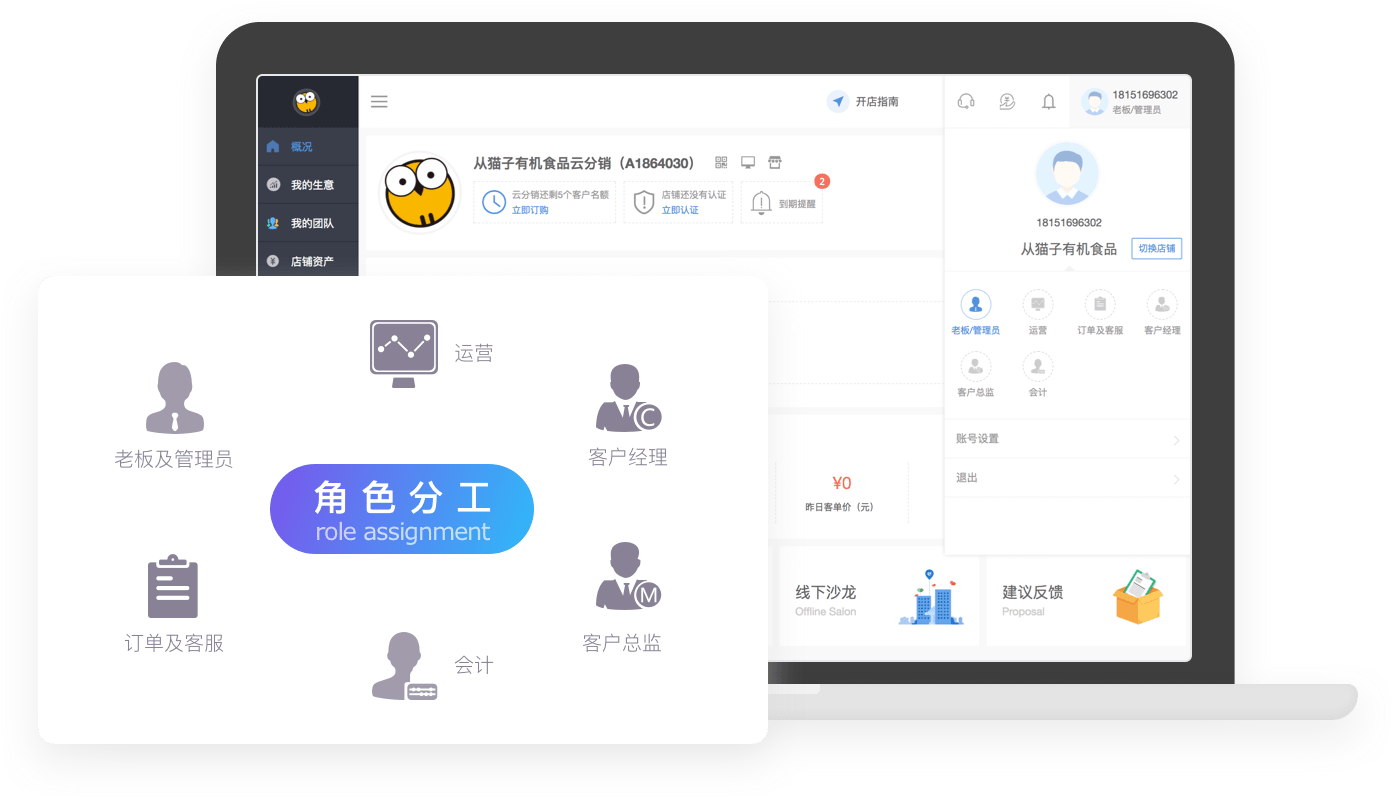 开店指南
18151696302
老板/管理员
概况
我的生意
我的团队
店铺资产
从猫子有机食品云分销（A1864030）
云分销还剩5个客户名额
立即订购
店铺还没有认证
立即认证
到期提醒
2
18151696302
从猫子有机食品
切换店铺
老板/管理员
运营
订单及客服
客户经理
客户总监
会计
账号设置
退出
¥0
昨日客单价（元）
线下沙龙
Offline Salon
建议反馈
Proposal
运营
老板及管理员
C
客户经理
角色分工
role assignment
订单及客服
M
客户总监
会计